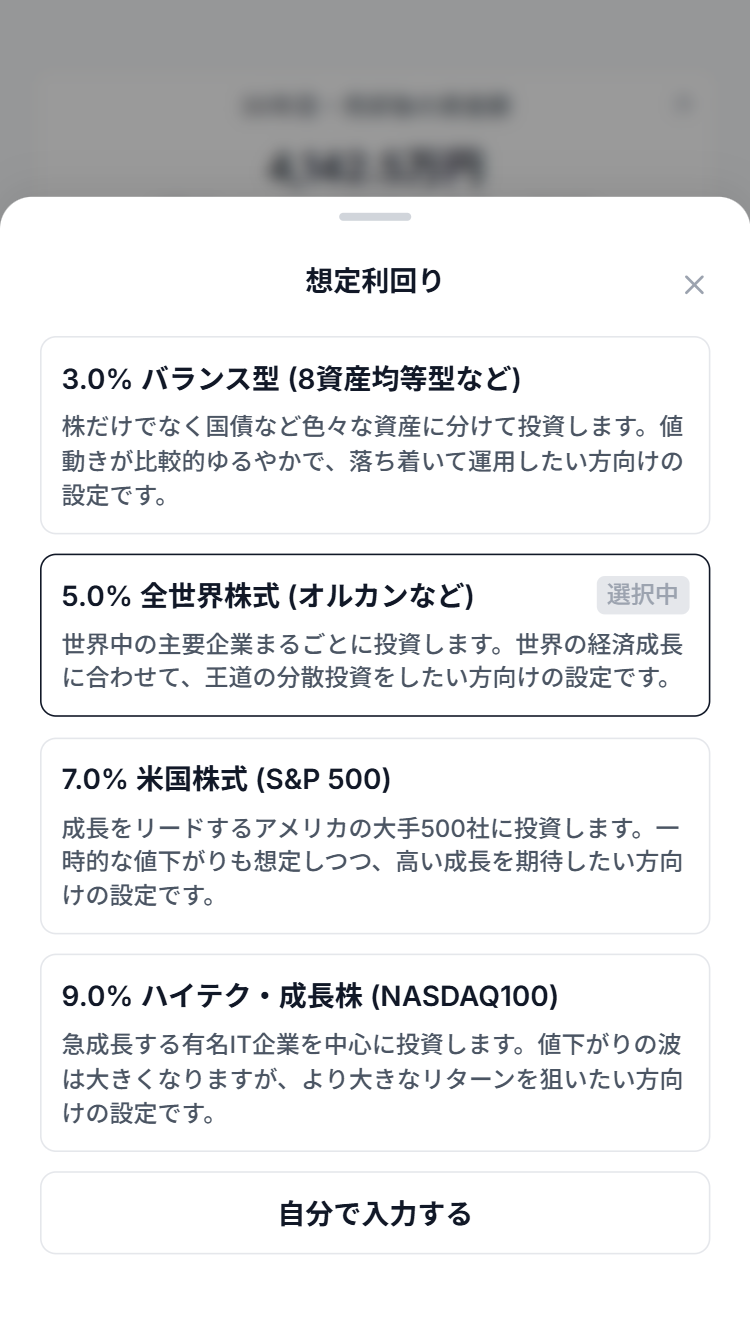 4,142.5万円
想定利回り
3.0% バランス型 (8資産均等型など)
株だけでなく国債など色々な資産に分けて投資します。値
動きが比較的ゆるやかで、落ち着いて運用したい方向けの
設定です。
5.0% 全世界株式 (オルカンなど)
選択中
世界中の主要企業まるごとに投資します。世界の経済成長
に合わせて、王道の分散投資をしたい方向けの設定です。
7.0% 米国株式 (S&P 500)
成長をリードするアメリカの大手500社に投資します。一
時的な値下がりも想定しつつ、高い成長を期待したい方向
けの設定です。
9.0% ハイテク・成長株 (NASDAQ100)
急成長する有名IT企業を中心に投資します。値下がりの波
は大きくなりますが、より大きなリターンを狙いたい方向
けの設定です。
自分で入力する